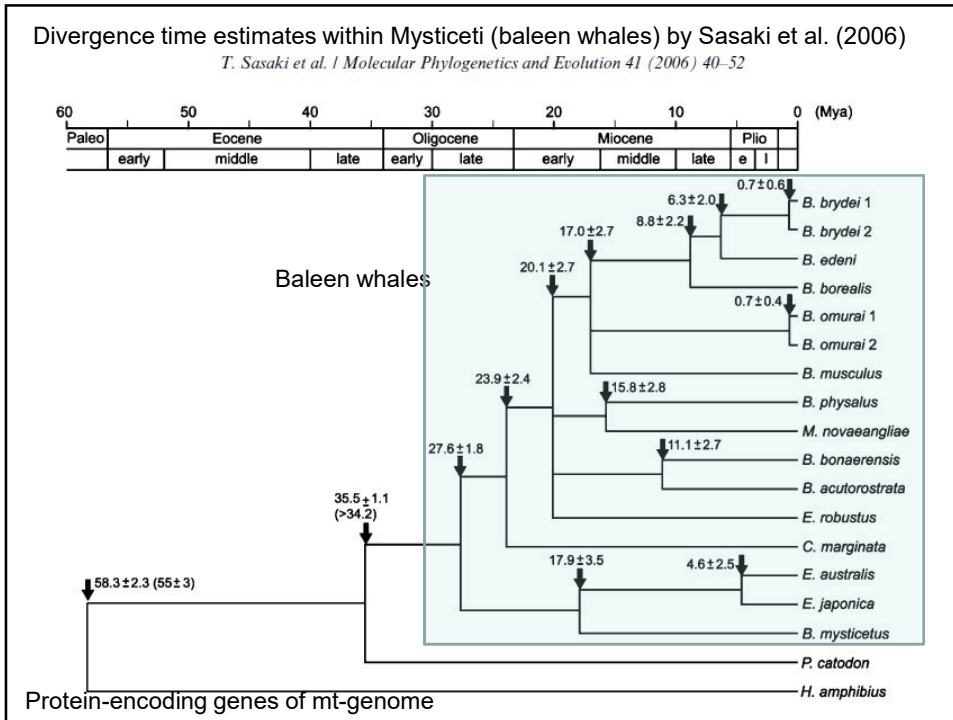 Divergence time estimates within Mysticeti (baleen whales) by Sasaki et al. (2006)
T. Sasaki et al. / Molecular Phylogenetics and Evolution 41 (2006) 40–52
60 50 40 30 20 10 0 (Mya)
Paleo Eocene Oligocene Miocene Plio
early middle late early late early middle late e l
0.7±0.6
B. brydei 1
6.3±2.0
8.8±2.2
B. brydei 2
17.0±2.7
B. edeni
20.1±2.7
Baleen whales
B. borealis
0.7±0.4
B. omurai 1
B. omurai 2
B. musculus
23.9±2.4
15.8±2.8
B. physalus
M. novaeangliae
27.6±1.8
11.1±2.7
B. bonaerensis
B. acutorostrata
35.5±1.1
(>34.2)
E. robustus
C. marginata
17.9±3.5
4.6±2.5
E. australis
58.3±2.3 (55±3)
E. japonica
B. mysticetus
P. catodon
H. amphibius
Protein-encoding genes of mt-genome